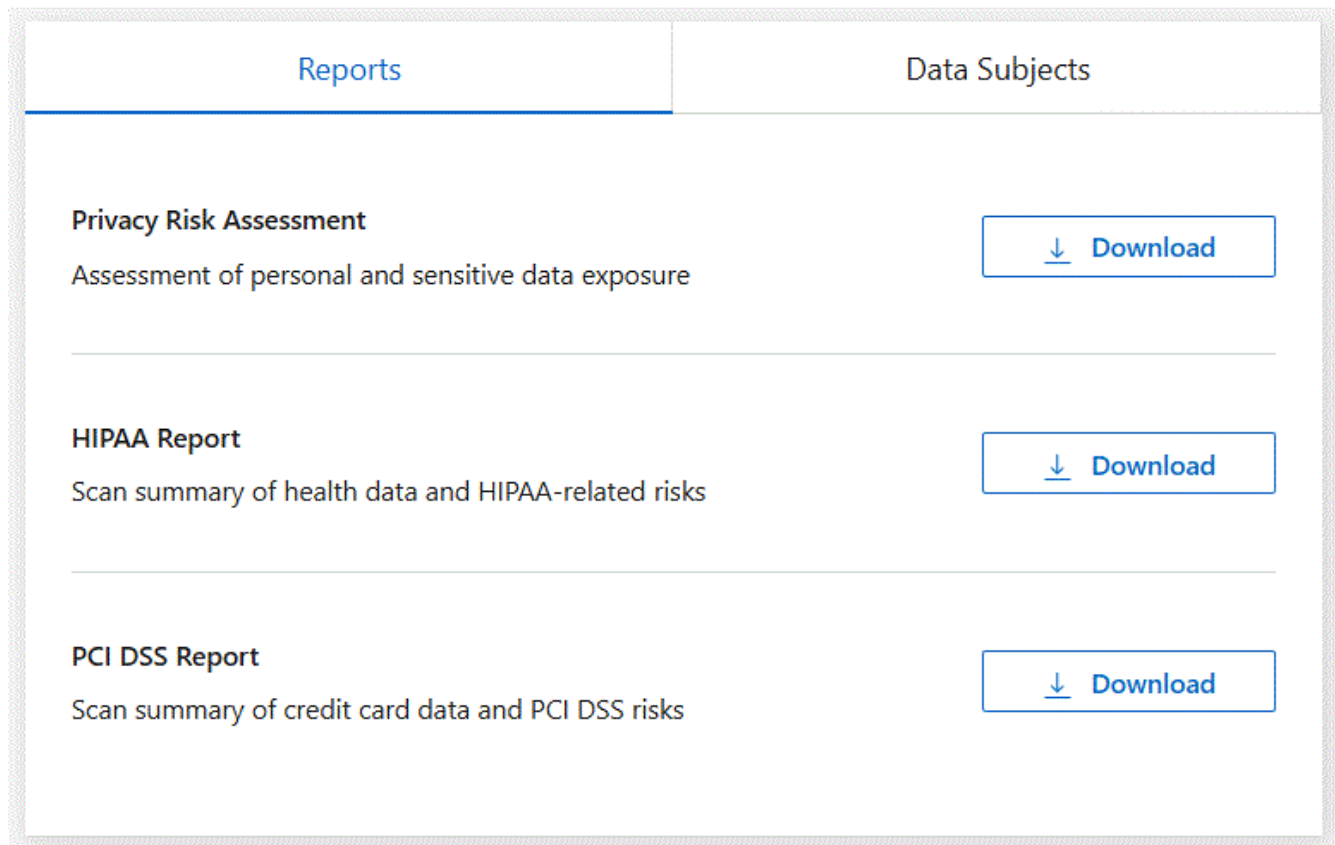 Reports
Data Subjects
Privacy Risk Assessment
Assessment of personal and sensitive data exposure
Download
HIPAA Report
Scan summary of health data and HIPAA-related risks
Download
PCI DSS Report
Scan summary of credit card data and PCI DSS risks
Download